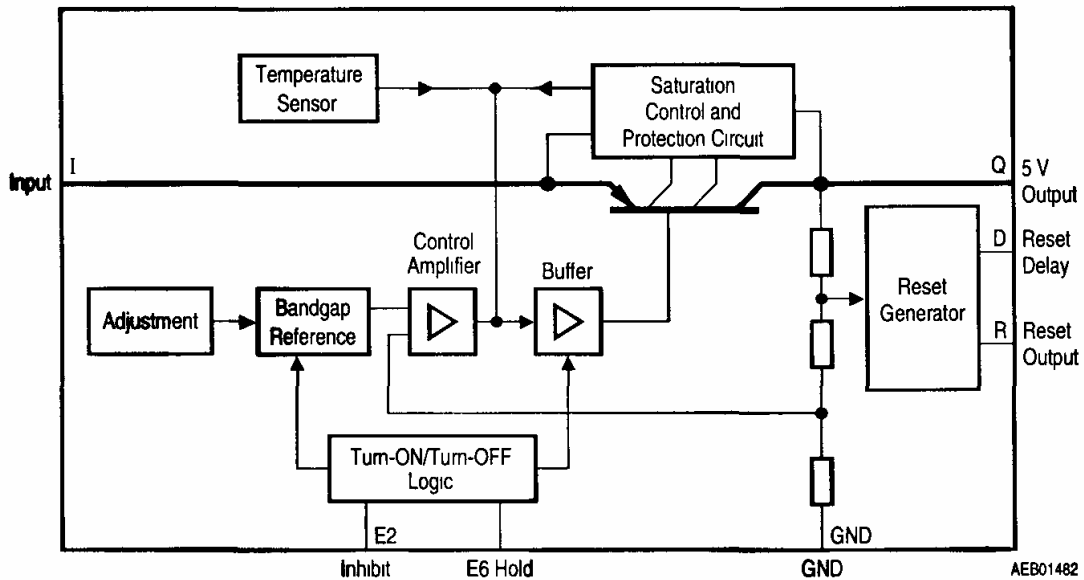 Temperature
Sensor
Saturation
Control and
Protection Circuit
Input
I
Q
5 V
Output
Control
Amplifier
Buffer
D
Reset
Delay
Adjustment
Bandgap
Reference
Reset
Generator
R
Reset
Output
Turn-ON/Turn-OFF
Logic
E2
GND
Inhibit
E6 Hold
GND
AEB01482